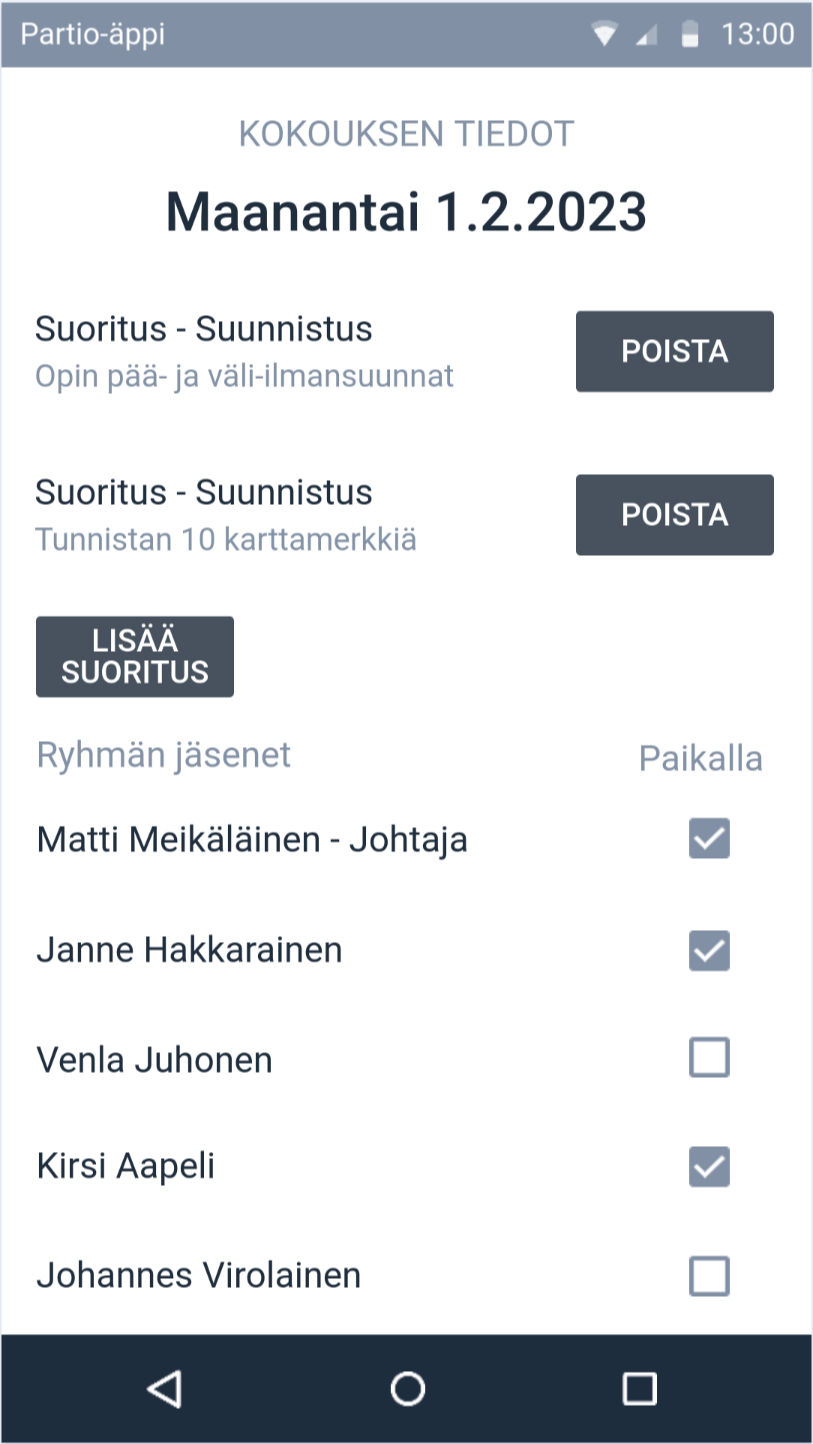 Partio-äppi 13:00
KOKOUKSEN TIEDOT
Maanantai 1.2.2023
Suoritus - Suunnistus
Opin pää- ja väli-ilmansuunnat
POISTA
Suoritus - Suunnistus
Tunnistan 10 karttamerkkiä
POISTA
LISÄÄ
SUORITUS
Ryhmän jäsenet Paikalla
Matti Meikäläinen - Johtaja
Janne Hakkarainen
Venla Juhonen
Kirsi Aapeli
Johannes Virolainen